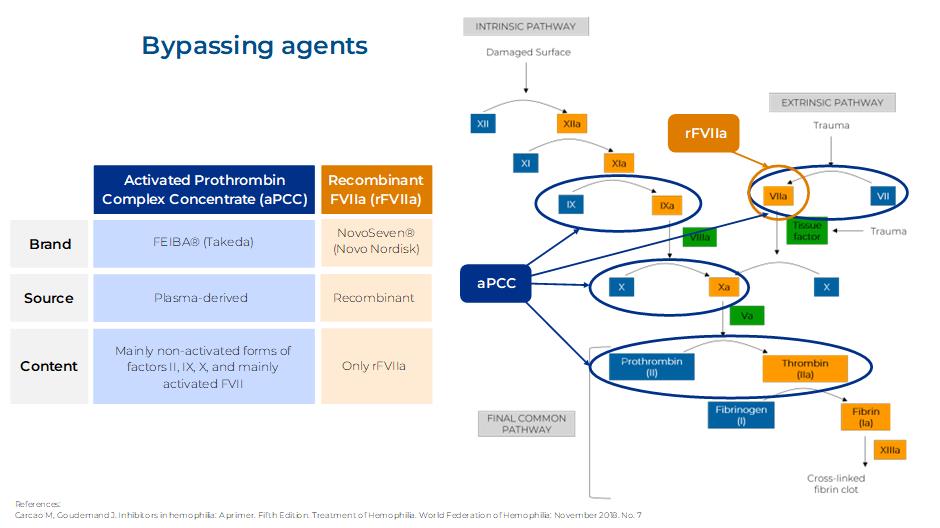 Bypassing agents
Activated Prothrombin
Complex Concentrate (aPCC)
Recombinant
FVIIa (rFVIIa)
Brand
FEIBA® (Takeda)
NovoSeven®
(Novo Nordisk)
Source
Plasma-derived
Recombinant
Content
Mainly non-activated forms of
factors II, IX, X, and mainly
activated FVII
Only rFVIIa
INTRINSIC PATHWAY
Damaged Surface
XII
XIIa
XI
XIa
IX
IXa
VIIIa
rFVIIa
EXTRINSIC PATHWAY
Trauma
VIIa
VII
Tissue
factor
Trauma
aPCC
X
Xa
X
Va
Prothrombin
(II)
Thrombin
(IIa)
Fibrinogen
(I)
Fibrin
(Ia)
FINAL COMMON
PATHWAY
XIIIa
Cross-linked
fibrin clot
References:
Carcao M, Goudemand J. Inhibitors in hemophilia: A primer. Fifth Edition. Treatment of Hemophilia. World Federation of Hemophilia; November 2018. No. 7